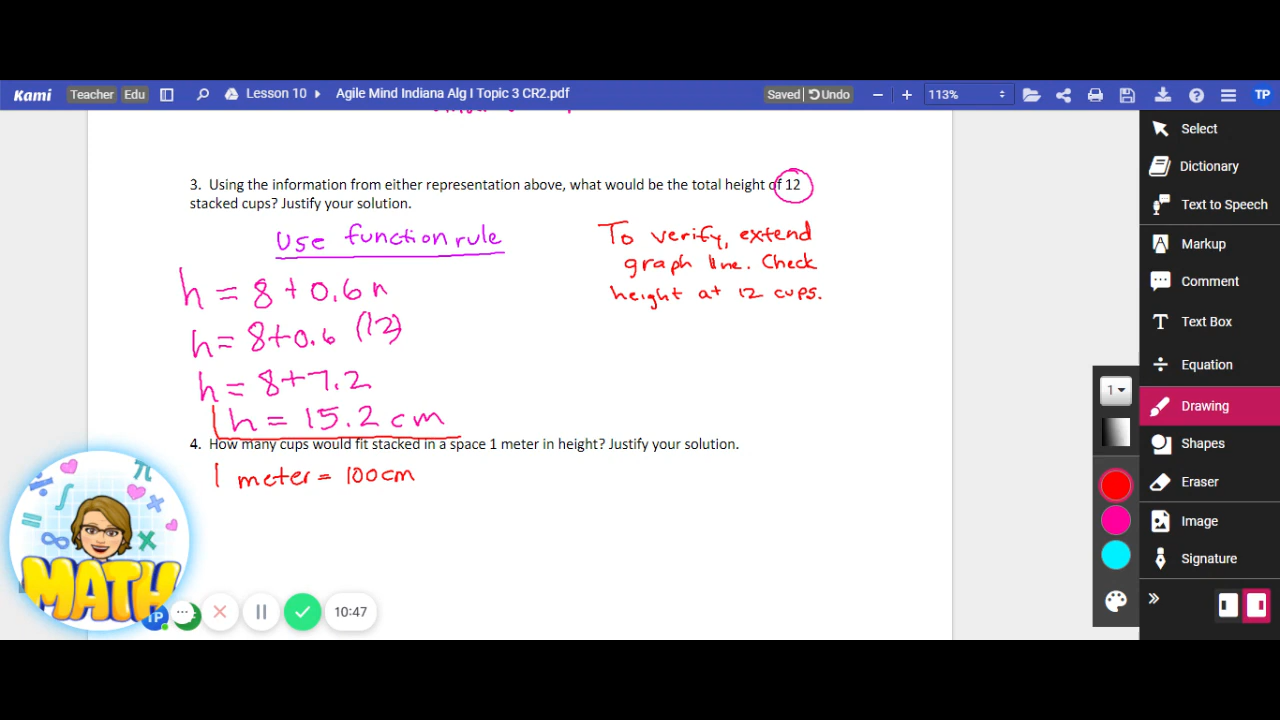 Kami Teacher Edu Lesson 10 Agile Mind Indiana Alg I Topic 3 CR2.pdf Saved Undo 113% TP
Select
Dictionary
Text to Speech
Markup
Comment
Text Box
Equation
Drawing
Shapes
Eraser
Image
Signature
1
3. Using the information from either representation above, what would be the total height of 12
stacked cups? Justify your solution.
Use function rule
h = 8 + 0.6n
h = 8+0.6 (12)
h = 8+7.2
h = 15.2 cm
To verify, extend
graph line. Check
height at 12 cups.
4. How many cups would fit stacked in a space 1 meter in height? Justify your solution.
1 meter = 100cm
MATH
TP
10:47